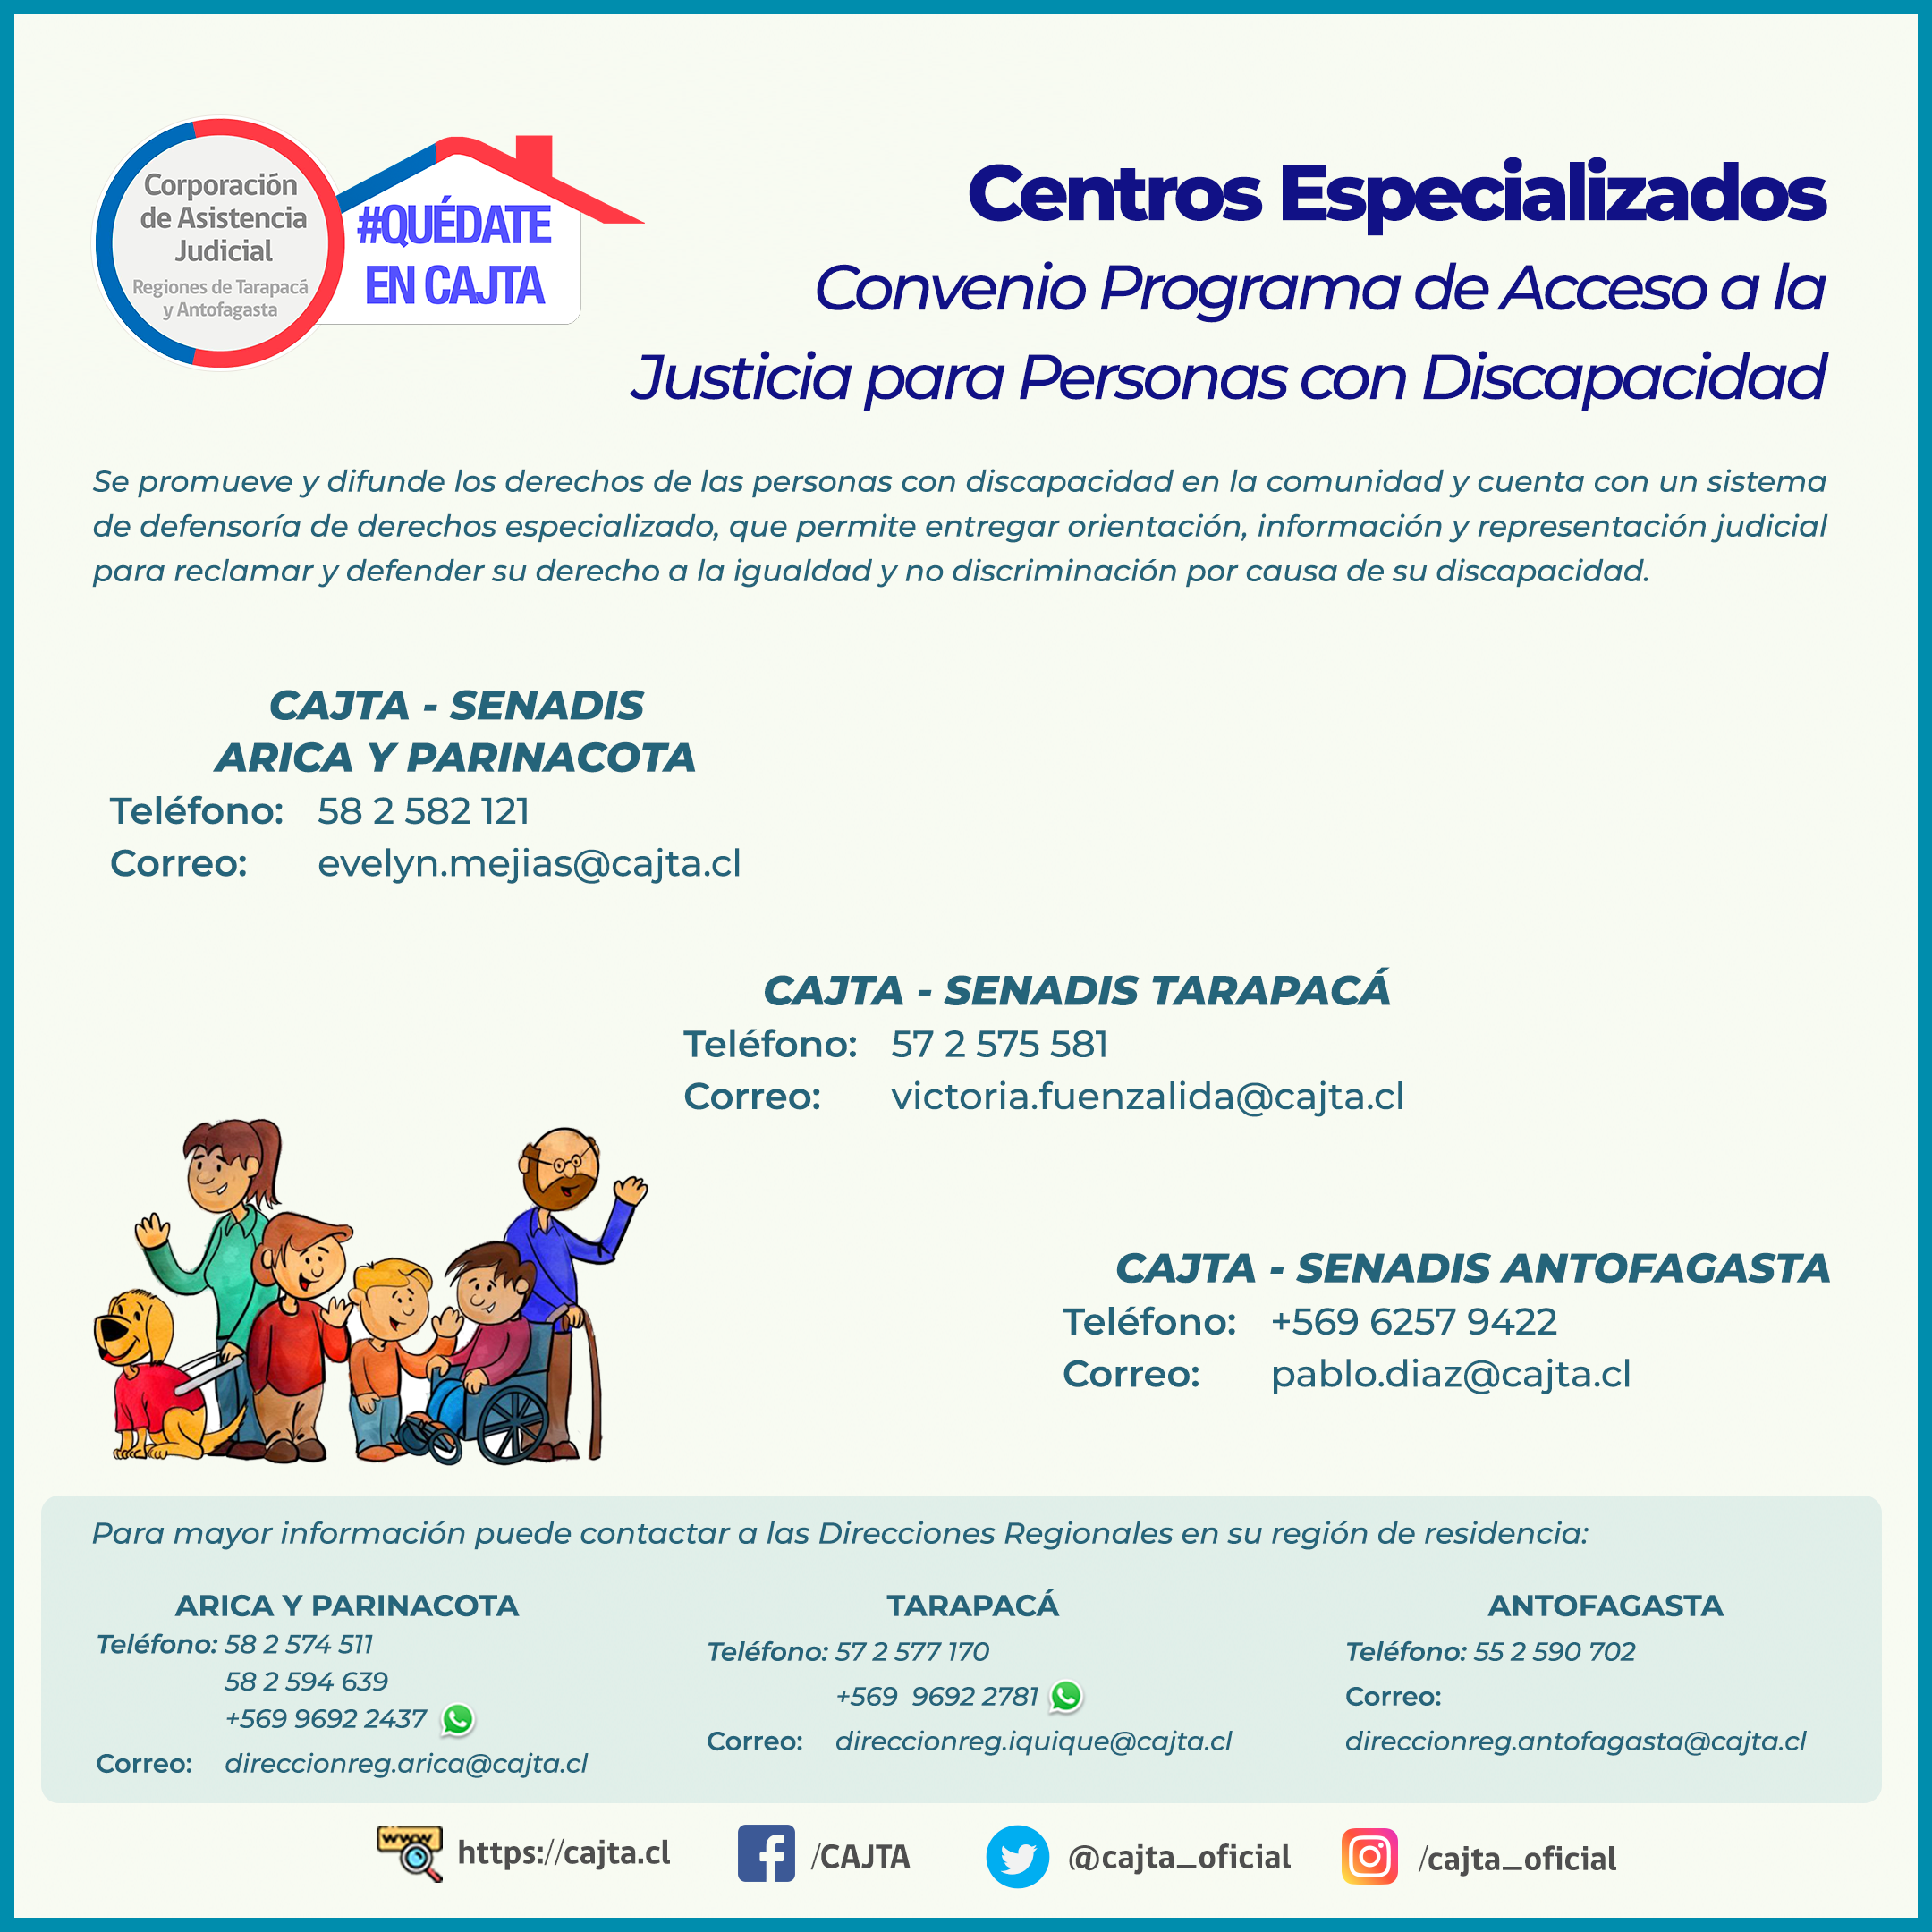 Corporación
de Asistencia
Judicial
Regiones de Tarapacá
y Antofagasta
#QUÉDATE
EN CAJTA
Centros Especializados
Convenio Programa de Acceso a la
Justicia para Personas con Discapacidad
Se promueve y difunde los derechos de las personas con discapacidad en la comunidad y cuenta con un sistema
de defensoría de derechos especializado, que permite entregar orientación, información y representación judicial
para reclamar y defender su derecho a la igualdad y no discriminación por causa de su discapacidad.
CAJTA - SENADIS
ARICA Y PARINACOTA
Teléfono: 58 2 582 121
Correo: evelyn.mejias@cajta.cl
CAJTA - SENADIS TARAPACÁ
Teléfono: 57 2 575 581
Correo: victoria.fuenzalida@cajta.cl
CAJTA - SENADIS ANTOFAGASTA
Teléfono: +569 6257 9422
Correo: pablo.diaz@cajta.cl
Para mayor información puede contactar a las Direcciones Regionales en su región de residencia:
ARICA Y PARINACOTA
Teléfono: 58 2 574 511
58 2 594 639
+569 9692 2437
Correo: direccionreg.arica@cajta.cl
TARAPACÁ
Teléfono: 57 2 577 170
+569 9692 2781
Correo: direccionreg.iquique@cajta.cl
ANTOFAGASTA
Teléfono: 55 2 590 702
Correo:
direccionreg.antofagasta@cajta.cl
www
https://cajta.cl
/CAJTA
@cajta_oficial
/cajta_oficial